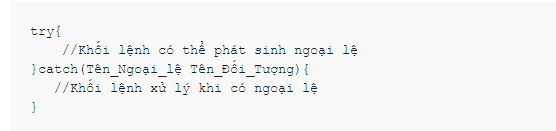 try{
//Khối lệnh có thể phát sinh ngoại lệ
}catch(Tên_Ngoại_lệ Tên_Đối_Tượng){
//Khối lệnh xử lý khi có ngoại lệ
}